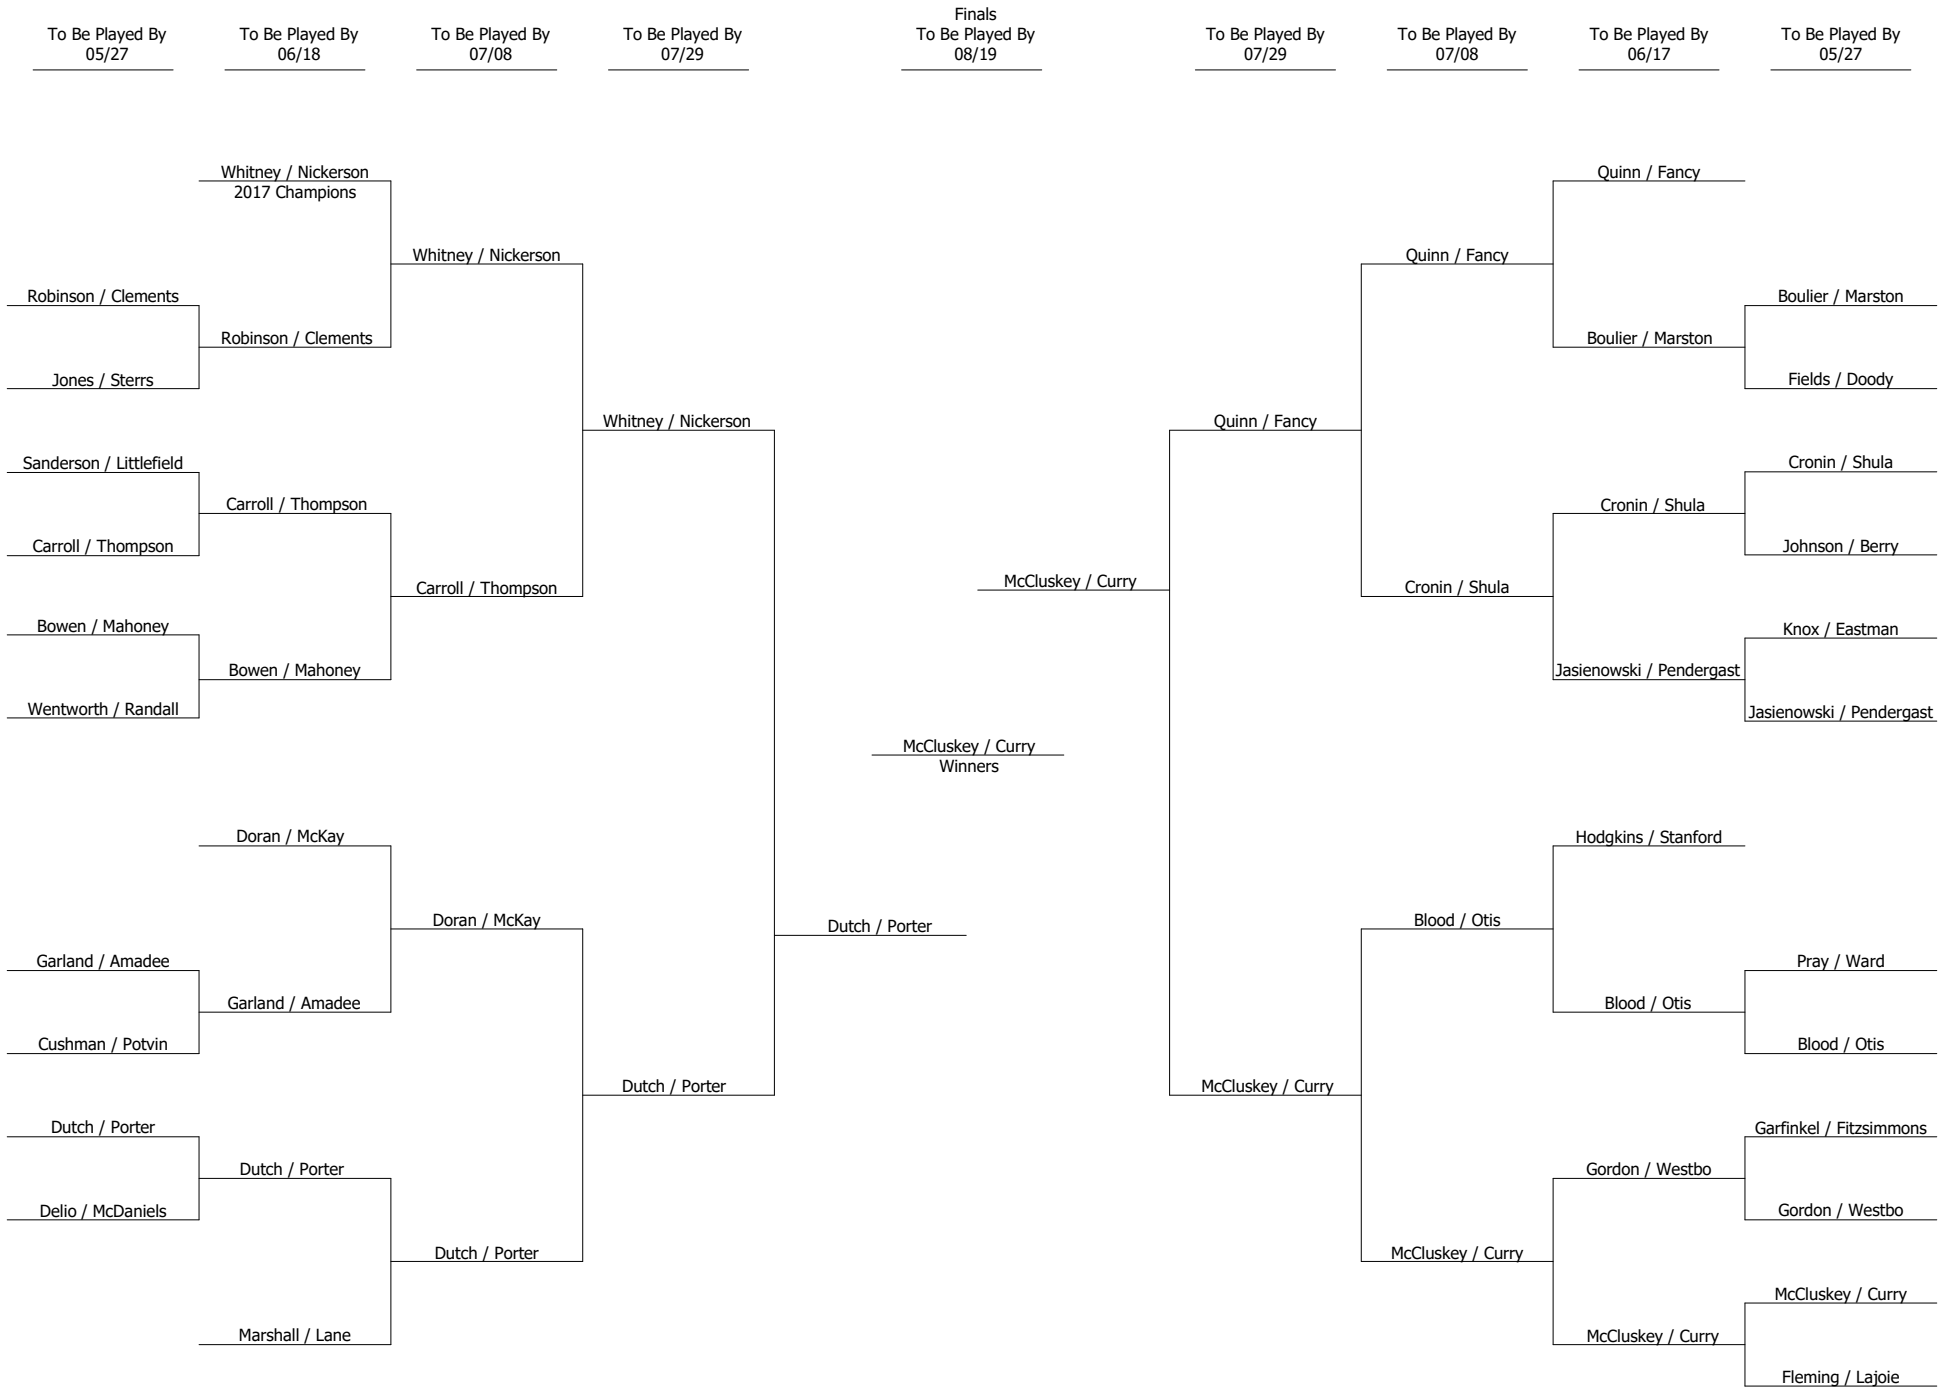 Finals
To Be Played By
05/27
To Be Played By
06/18
To Be Played By
07/08
To Be Played By
07/29
To Be Played By
08/19
To Be Played By
07/29
To Be Played By
07/08
To Be Played By
06/17
To Be Played By
05/27
Robinson / Clements
Jones / Sterrs
Sanderson / Littlefield
Carroll / Thompson
Bowen / Mahoney
Wentworth / Randall
Garland / Amadee
Cushman / Potvin
Dutch / Porter
Delio / McDaniels
Whitney / Nickerson
2017 Champions
Robinson / Clements
Carroll / Thompson
Bowen / Mahoney
Doran / McKay
Garland / Amadee
Dutch / Porter
Marshall / Lane
Whitney / Nickerson
Carroll / Thompson
Doran / McKay
Dutch / Porter
Whitney / Nickerson
Dutch / Porter
Dutch / Porter
McCluskey / Curry
Winners
McCluskey / Curry
Quinn / Fancy
McCluskey / Curry
Quinn / Fancy
Cronin / Shula
Blood / Otis
McCluskey / Curry
Quinn / Fancy
Boulier / Marston
Cronin / Shula
Jasienowski / Pendergast
Hodgkins / Stanford
Blood / Otis
Gordon / Westbo
McCluskey / Curry
Boulier / Marston
Fields / Doody
Cronin / Shula
Johnson / Berry
Knox / Eastman
Jasienowski / Pendergast
Pray / Ward
Blood / Otis
Garfinkel / Fitzsimmons
Gordon / Westbo
McCluskey / Curry
Fleming / Lajoie